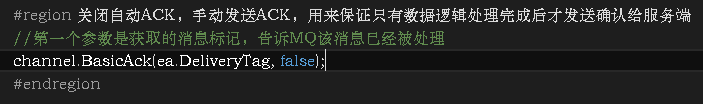 #region 关闭自动ACK，手动发送ACK，用来保证只有数据逻辑处理完成后才发送确认给服务端
//第一个参数是获取的消息标记，告诉MQ该消息已经被处理
channel.BasicAck(ea.DeliveryTag, false);
#endregion